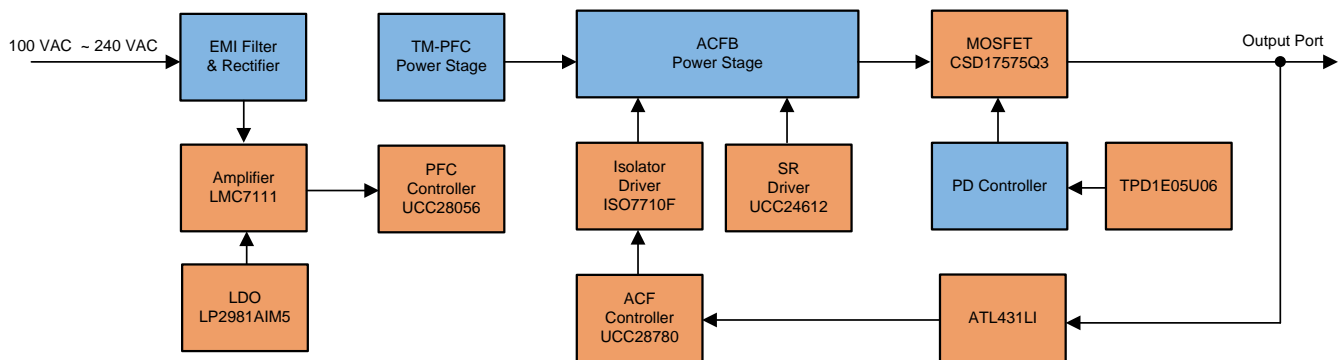 100 VAC ~ 240 VAC
EMI Filter
& Rectifier
TM-PFC
Power Stage
ACFB
Power Stage
MOSFET
CSD17575Q3
Output Port
Amplifier
LMC7111
PFC
Controller
UCC28056
Isolator
Driver
ISO7710F
SR
Driver
UCC24612
PD Controller
TPD1E05U06
LDO
LP2981AIM5
ACF
Controller
UCC28780
ATL431LI